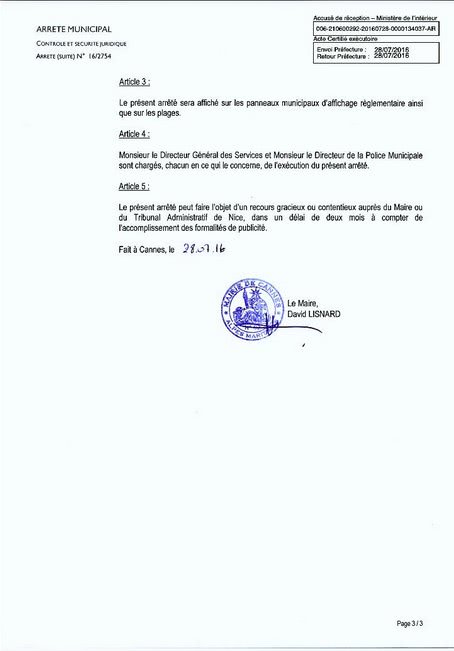 Accusé de réception – Ministère de l'intérieur
006-210600292-20160728-0000134037-AR
Acte Certifié exécutoire
Envoi Préfecture : 28/07/2016
Retour Préfecture : 28/07/2016
ARRETE MUNICIPAL
CONTROLE ET SECURITE JURIDIQUE
ARRETE (SUITE) N° 16/2754
Article 3 :
Le présent arrêté sera affiché sur les panneaux municipaux d'affichage réglementaire ainsi
que sur les plages.
Article 4 :
Monsieur le Directeur Général des Services et Monsieur le Directeur de la Police Municipale
sont chargés, chacun en ce qui le concerne, de l'exécution du présent arrêté.
Article 5 :
Le présent arrêté peut faire l'objet d'un recours gracieux ou contentieux auprès du Maire ou
du Tribunal Administratif de Nice, dans un délai de deux mois à compter de
l'accomplissement des formalités de publicité.
Fait à Cannes, le 28.07.16
MAIRIE DE CANNES
ALPES MARITIMES
Le Maire,
David LISNARD
Page 3 / 3